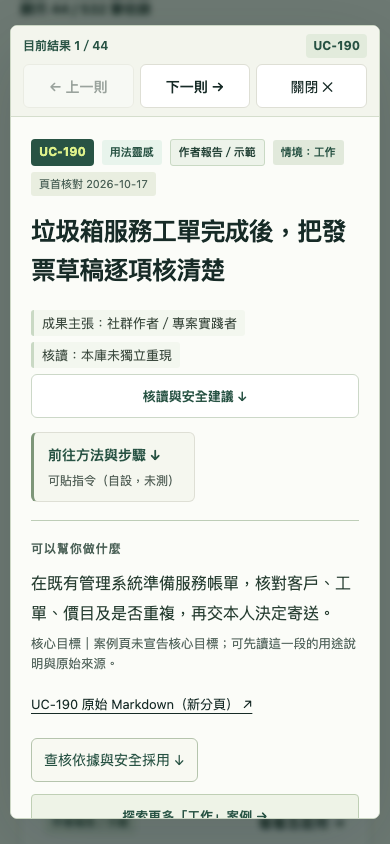 目前結果 1 / 44
UC-190
← 上一則
下一則 →
關閉 ✕
UC-190
用法靈感
作者報告 / 示範
情境：工作
頁首核對 2026-10-17
垃圾箱服務工單完成後，把發
票草稿逐項核清楚
成果主張：社群作者 / 專案實踐者
核讀：本庫未獨立重現
核讀與安全建議 ↓
前往方法與步驟 ↓
可貼指令（自設，未測）
可以幫你做什麼
在既有管理系統準備服務帳單，核對客戶、工
單、價目及是否重複，再交本人決定寄送。
核心目標｜案例頁未宣告核心目標；可先讀這一段的用途說
明與原始來源。
UC-190 原始 Markdown（新分頁） ↗
查核依據與安全採用 ↓
探索更多「工作」案例 →